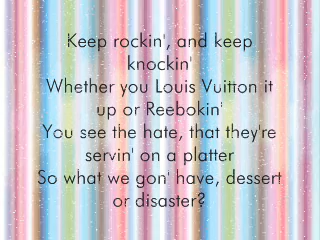 Keep rockin', and keep
knockin'
Whether you Louis Vuitton it
up or Reebokin'
You see the hate, that they're
servin' on a platter
So what we gon' have, dessert
or disaster?